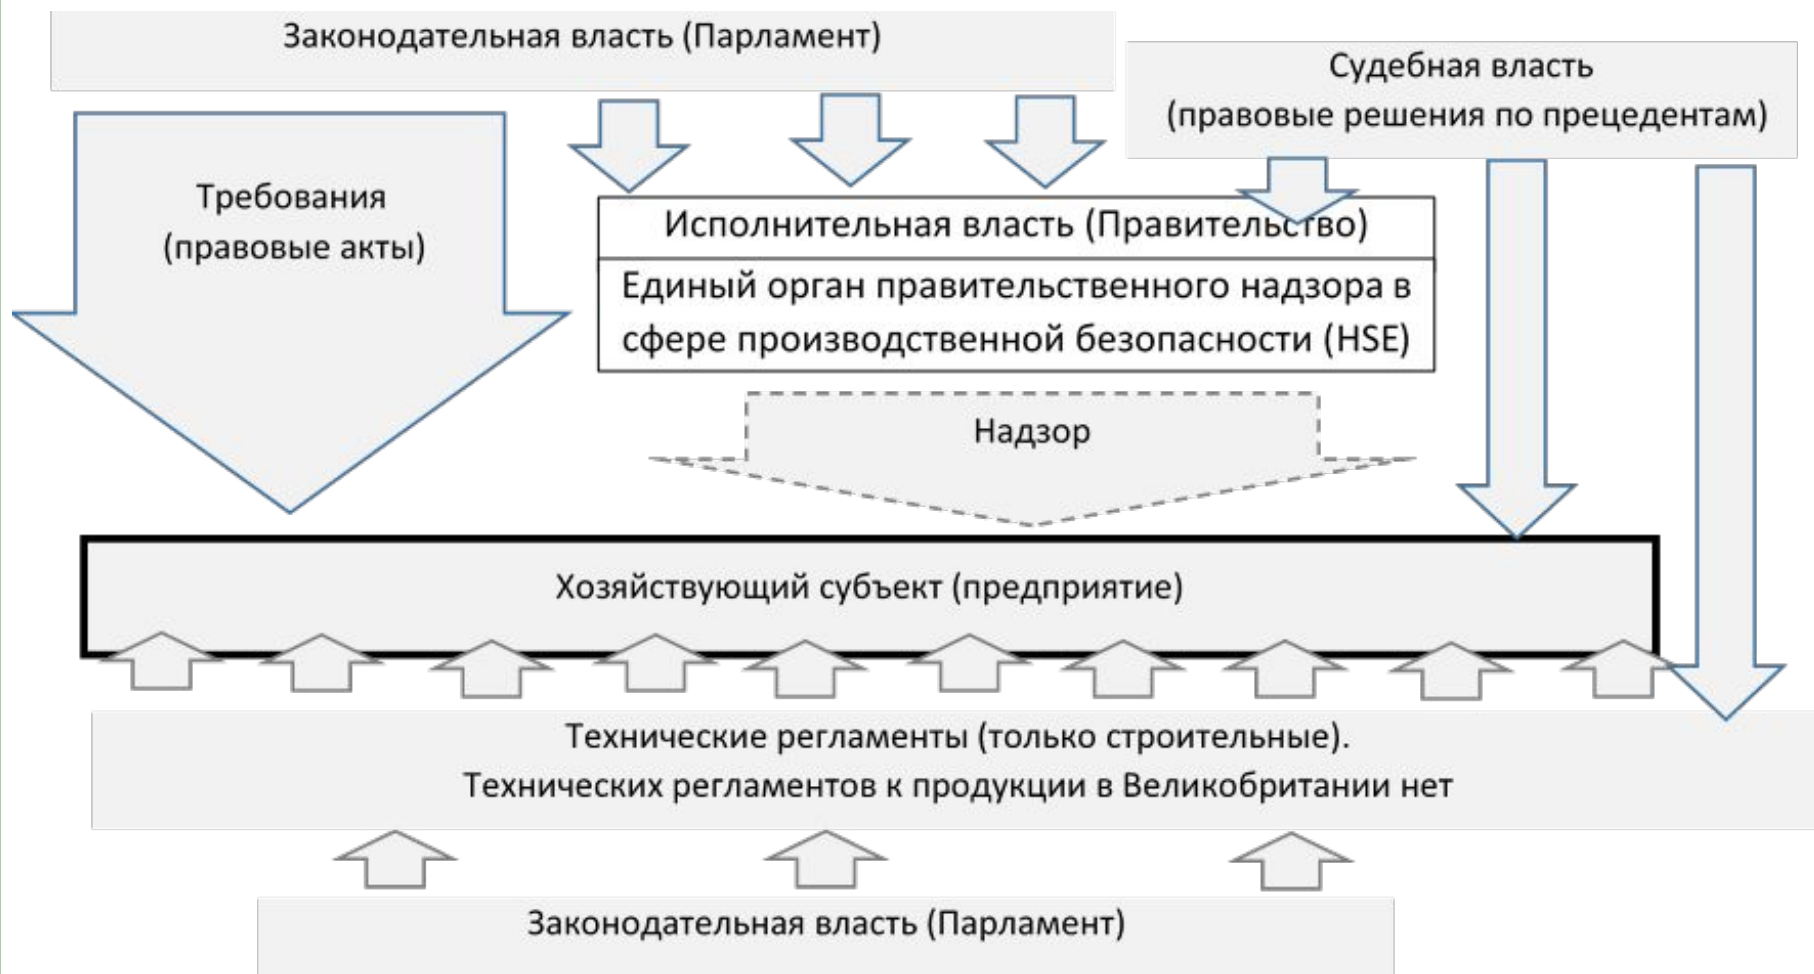 Законодательная власть (Парламент)
Судебная власть
(правовые решения по прецедентам)
Требования
(правовые акты)
Исполнительная власть (Правительство)
Единый орган правительственного надзора в
сфере производственной безопасности (HSE)
Надзор
Хозяйствующий субъект (предприятие)
Технические регламенты (только строительные).
Технических регламентов к продукции в Великобритании нет
Законодательная власть (Парламент)